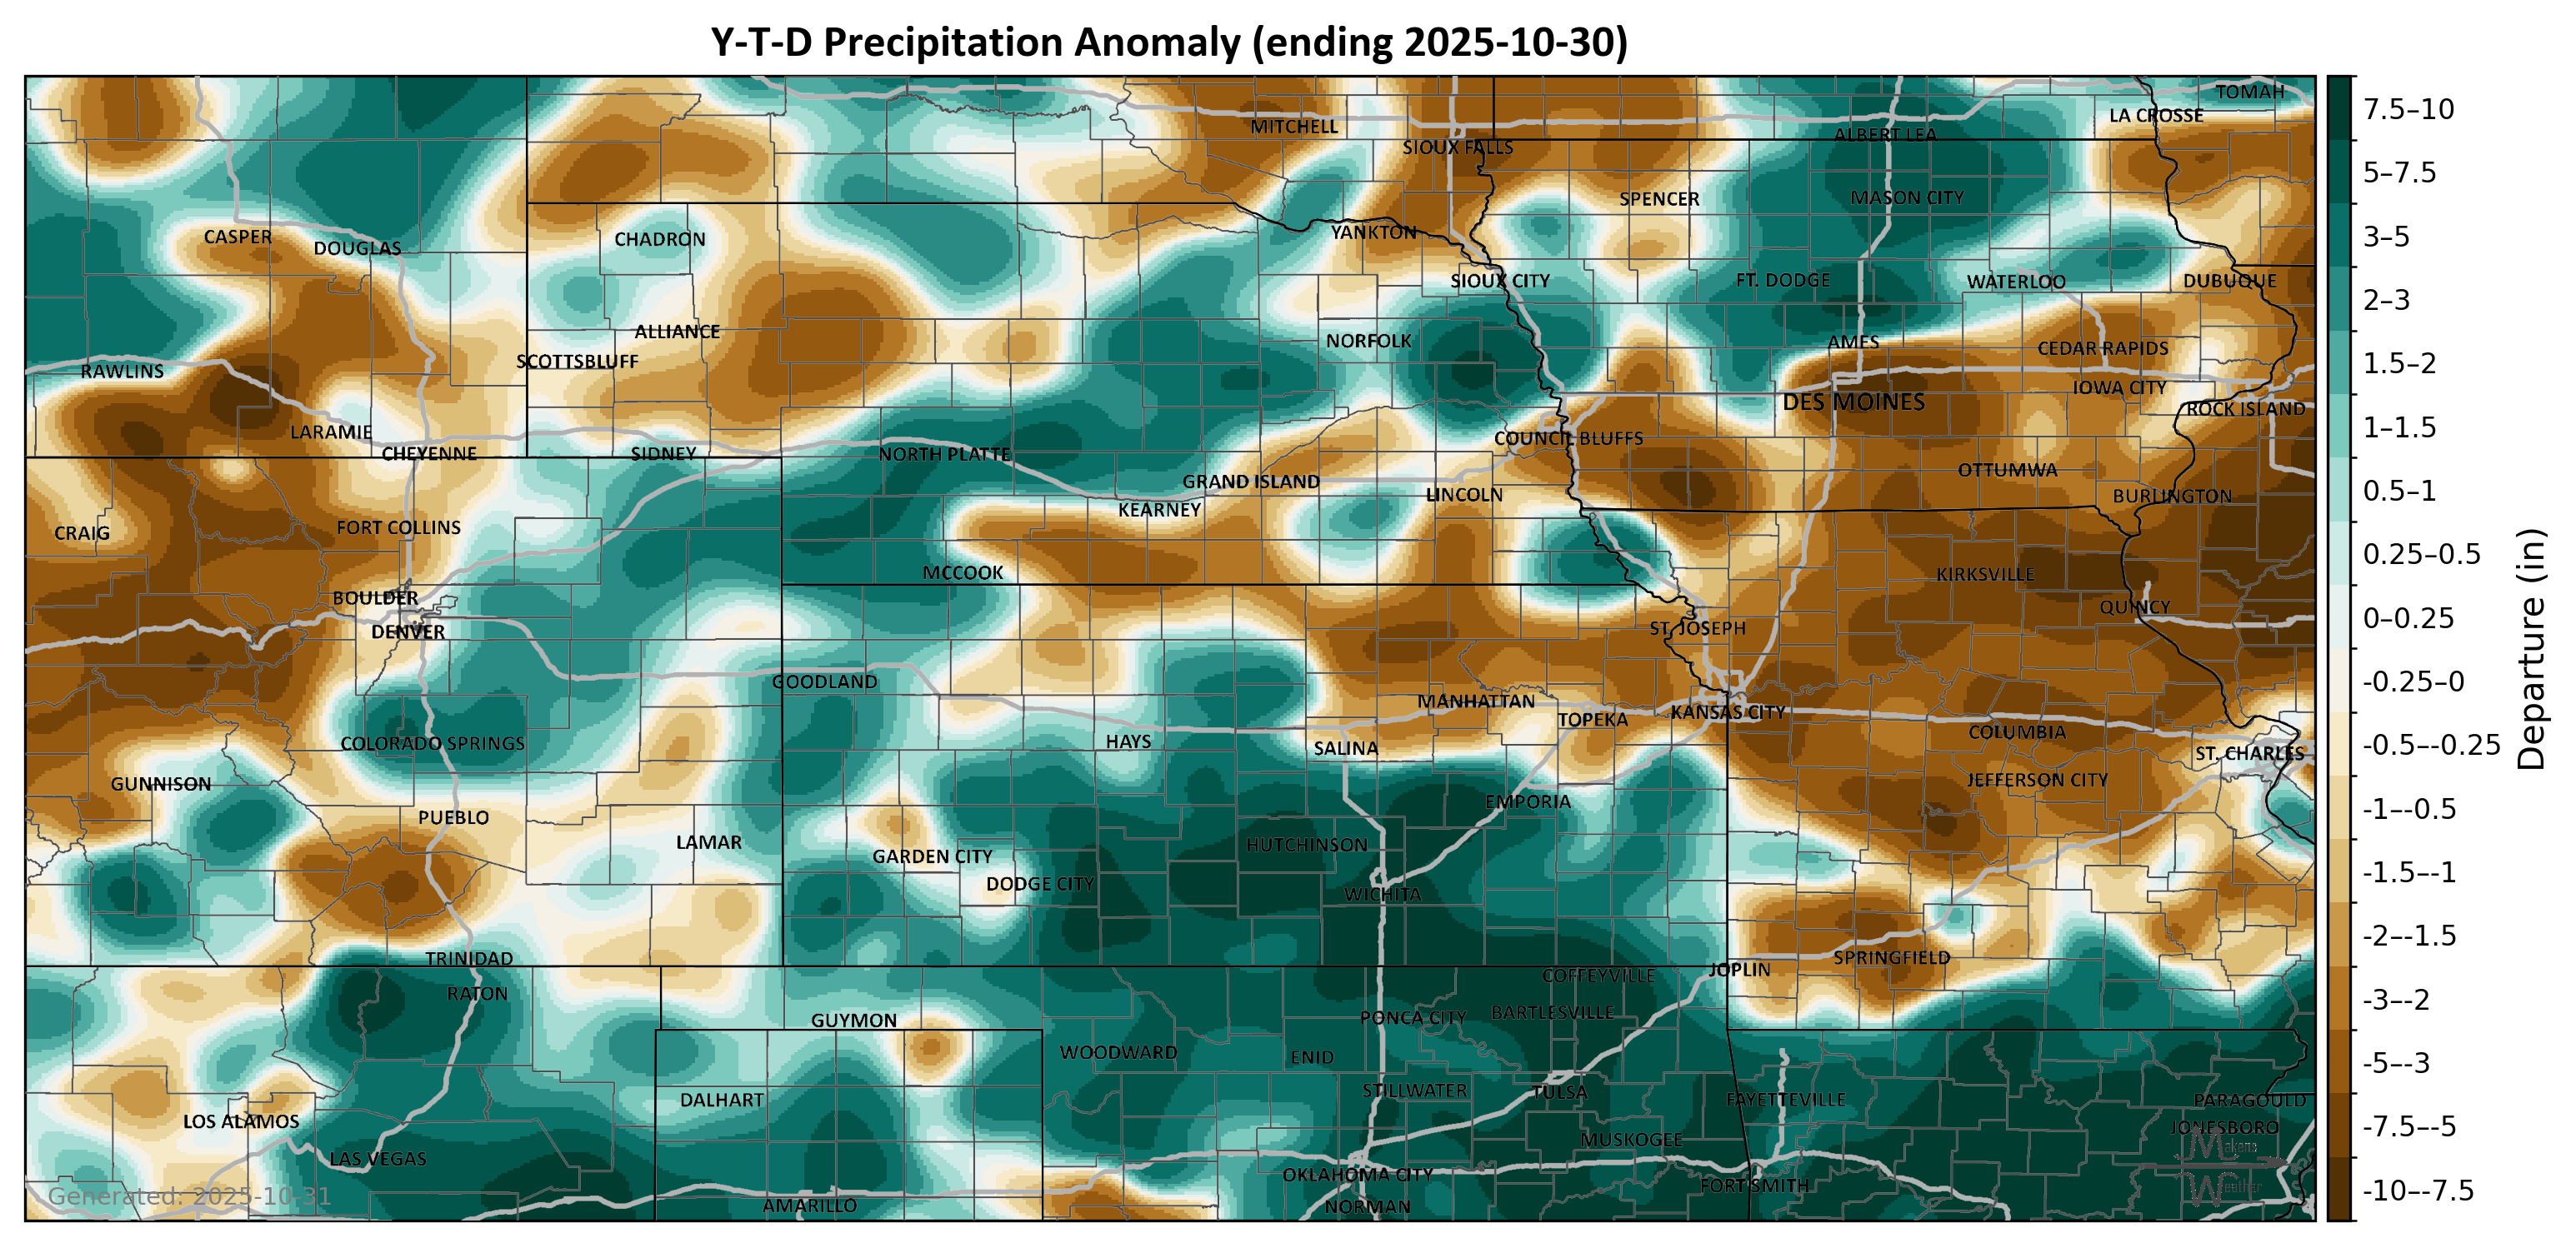 Y-T-D Precipitation Anomaly (ending 2025-10-30)
TOMAH
LA CROSSE
MITCHELL
ALBERT LEA
SIOUX FALLS
SPENCER
MASON CITY
CASPER
DOUGLAS
CHADRON
YANKTON
SIOUX CITY
FT. DODGE
WATERLOO
DUBUQUE
ALLIANCE
NORFOLK
AMES
CEDAR RAPIDS
SCOTTSBLUFF
RAWLINS
IOWA CITY
DES MOINES
ROCK ISLAND
LARAMIE
COUNCIL BLUFFS
CHEYENNE
SIDNEY
NORTH PLATTE
OTTUMWA
GRAND ISLAND
LINCOLN
BURLINGTON
KEARNEY
CRAIG
FORT COLLINS
MCCOOK
KIRKSVILLE
BOULDER
QUINCY
DENVER
ST. JOSEPH
GOODLAND
MANHATTAN
TOPEKA
KANSAS CITY
COLUMBIA
COLORADO SPRINGS
HAYS
SALINA
ST. CHARLES
GUNNISON
JEFFERSON CITY
EMPORIA
PUEBLO
LAMAR
HUTCHINSON
GARDEN CITY
DODGE CITY
WICHITA
TRINIDAD
SPRINGFIELD
JOPLIN
COFFEYVILLE
RATON
BARTLESVILLE
GUYMON
PONCA CITY
WOODWARD
ENID
STILLWATER
TULSA
DALHART
FAYETTEVILLE
PARAGOULD
LOS ALAMOS
JONESBORO
MUSKOGEE
Makens
Weather
LAS VEGAS
OKLAHOMA CITY
FORT SMITH
Generated: 2025-10-31
AMARILLO
NORMAN
7.5–10
5–7.5
3–5
2–3
1.5–2
1–1.5
0.5–1
0.25–0.5
0–0.25
-0.25–0
-0.5–-0.25
-1–-0.5
-1.5–-1
-2–-1.5
-3–-2
-5–-3
-7.5–-5
-10–-7.5
Departure (in)